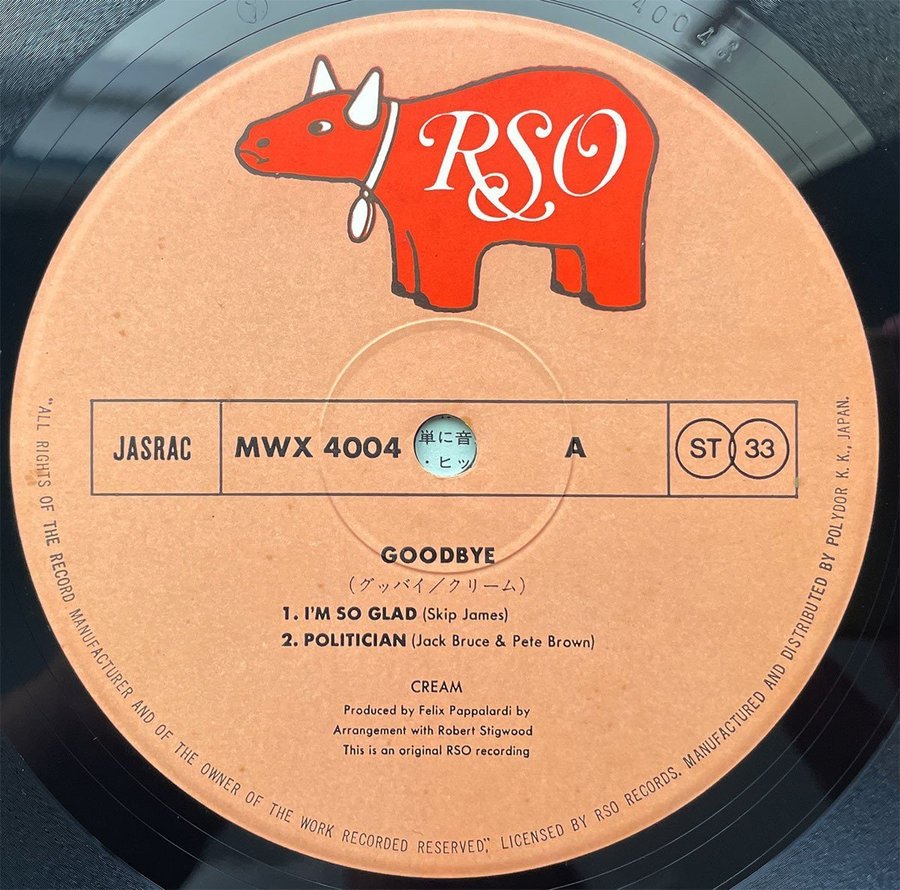 4004
RSO
JASRAC
MWX 4004
単に音
・ヒッ
A
ST 33
GOODBYE
(グッバイ/クリーム)
1. I'M SO GLAD (Skip James)
2. POLITICIAN (Jack Bruce & Pete Brown)
CREAM
Produced by Felix Pappalardi by
Arrangement with Robert Stigwood
This is an original RSO recording
"ALL RIGHTS OF THE RECORD MANUFACTURER AND OF THE OWNER OF THE WORK RECORDED RESERVED," LICENSED BY RSO RECORDS. MANUFACTURED AND DISTRIBUTED BY POLYDOR K. K., JAPAN.